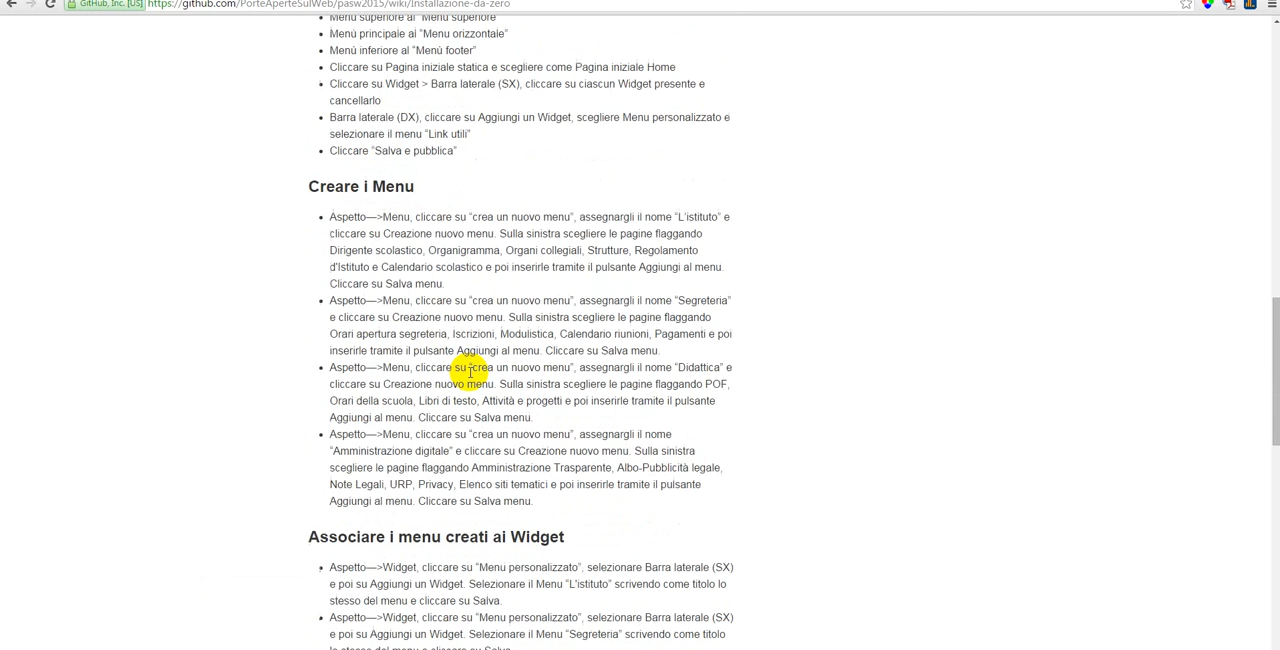 GitHub, Inc. [US] https://github.com/PorteAperteSulWeb/pasw2015/wiki/Installazione-da-zero
Menu superiore al "Menu superiore"
Menù principale al "Menu orizzontale"
Menù inferiore al "Menù footer"
Cliccare su Pagina iniziale statica e scegliere come Pagina iniziale Home
Cliccare su Widget > Barra laterale (SX), cliccare su ciascun Widget presente e
cancellarlo
Barra laterale (DX), cliccare su Aggiungi un Widget, scegliere Menu personalizzato e
selezionare il menu "Link utili"
Cliccare "Salva e pubblica"
Creare i Menu
Aspetto—>Menu, cliccare su "crea un nuovo menu", assegnargli il nome "L'istituto" e
cliccare su Creazione nuovo menu. Sulla sinistra scegliere le pagine flaggando
Dirigente scolastico, Organigramma, Organi collegiali, Strutture, Regolamento
d'Istituto e Calendario scolastico e poi inserirle tramite il pulsante Aggiungi al menu.
Cliccare su Salva menu.
Aspetto—>Menu, cliccare su "crea un nuovo menu", assegnargli il nome "Segreteria"
e cliccare su Creazione nuovo menu. Sulla sinistra scegliere le pagine flaggando
Orari apertura segreteria, Iscrizioni, Modulistica, Calendario riunioni, Pagamenti e poi
inserirle tramite il pulsante Aggiungi al menu. Cliccare su Salva menu.
Aspetto—>Menu, cliccare su "crea un nuovo menu", assegnargli il nome "Didattica" e
cliccare su Creazione nuovo menu. Sulla sinistra scegliere le pagine flaggando POF,
Orari della scuola, Libri di testo, Attività e progetti e poi inserirle tramite il pulsante
Aggiungi al menu. Cliccare su Salva menu.
Aspetto—>Menu, cliccare su "crea un nuovo menu", assegnargli il nome
"Amministrazione digitale" e cliccare su Creazione nuovo menu. Sulla sinistra
scegliere le pagine flaggando Amministrazione Trasparente, Albo-Pubblicità legale,
Note Legali, URP, Privacy, Elenco siti tematici e poi inserirle tramite il pulsante
Aggiungi al menu. Cliccare su Salva menu.
Associare i menu creati ai Widget
Aspetto—>Widget, cliccare su "Menu personalizzato", selezionare Barra laterale (SX)
e poi su Aggiungi un Widget. Selezionare il Menu "L'istituto" scrivendo come titolo lo
stesso del menu e cliccare su Salva.
Aspetto—>Widget, cliccare su "Menu personalizzato", selezionare Barra laterale (SX)
e poi su Aggiungi un Widget. Selezionare il Menu "Segreteria" scrivendo come titolo
lo stesso del menu e cliccare su Salva.